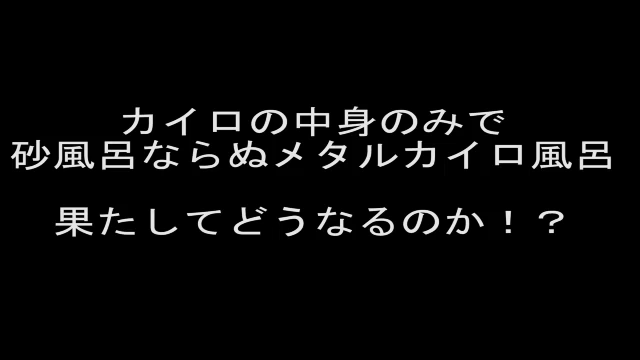 カイロの中身のみで
砂風呂ならぬメタルカイロ風呂
果たしてどうなるのか！？